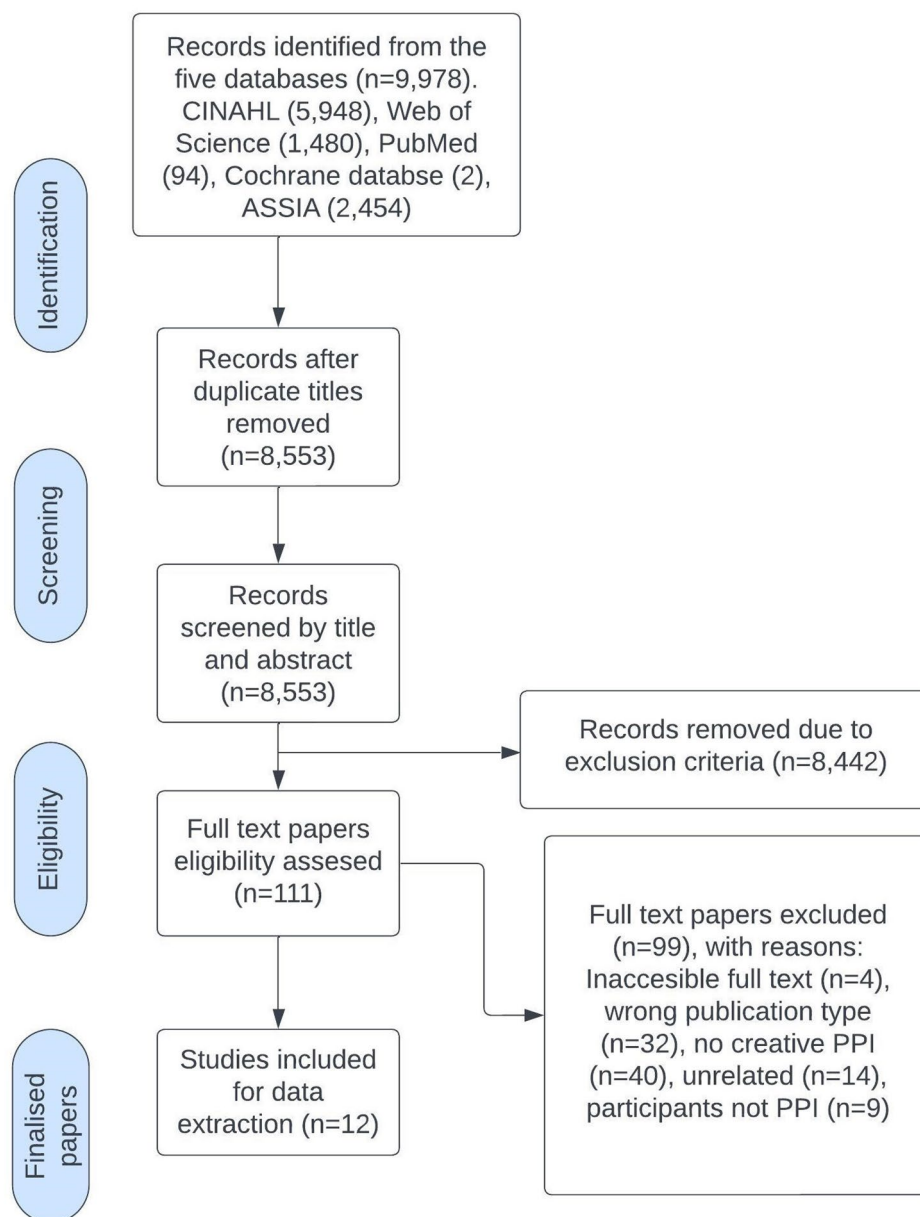 Records identified from the
five databases (n=9,978).
CINAHL (5,948), Web of
Science (1,480), PubMed
(94), Cochrane databse (2),
ASSIA (2,454)
Identification
Records after
duplicate titles
removed
(n=8,553)
Screening
Records
screened by title
and abstract
(n=8,553)
Records removed due to
exclusion criteria (n=8,442)
Eligibility
Full text papers
eligibility assesed
(n=111)
Full text papers excluded
(n=99), with reasons:
Inaccesible full text (n=4),
wrong publication type
(n=32), no creative PPI
(n=40), unrelated (n=14),
participants not PPI (n=9)
Finalised
papers
Studies included
for data
extraction (n=12)